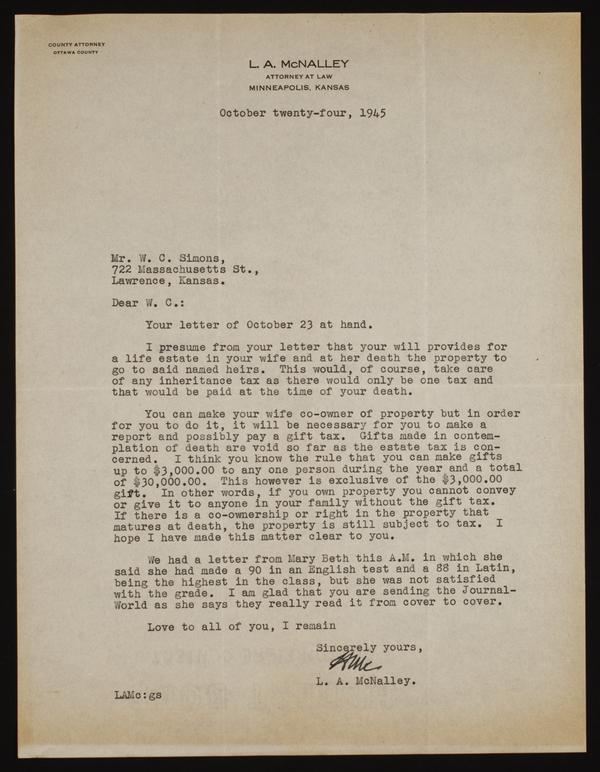 COUNTY ATTORNEY
OTTAWA COUNTY
L. A. McNALLEY
ATTORNEY AT LAW
MINNEAPOLIS, KANSAS
October twenty-four, 1945
Mr. W. C. Simons,
722 Massachusetts St.,
Lawrence, Kansas.
Dear W. C.:
Your letter of October 23 at hand.
I presume from your letter that your will provides for
a life estate in your wife and at her death the property to
go to said named heirs. This would, of course, take care
of any inheritance tax as there would only be one tax and
that would be paid at the time of your death.
You can make your wife co-owner of property but in order
for you to do it, it will be necessary for you to make a
report and possibly pay a gift tax. Gifts made in contem-
plation of death are void so far as the estate tax is con-
cerned. I think you know the rule that you can make gifts
up to $3,000.00 to any one person during the year and a total
of $30,000.00. This however is exclusive of the $3,000.00
gift. In other words, if you own property you cannot convey
or give it to anyone in your family without the gift tax.
If there is a co-ownership or right in the property that
matures at death, the property is still subject to tax. I
hope I have made this matter clear to you.
We had a letter from Mary Beth this A.M. in which she
said she had made a 90 in an English test and a 88 in Latin,
being the highest in the class, but she was not satisfied
with the grade. I am glad that you are sending the Journal-
World as she says they really read it from cover to cover.
Love to all of you, I remain
Sincerely yours,
L. A. McNalley.
LAMc:gs